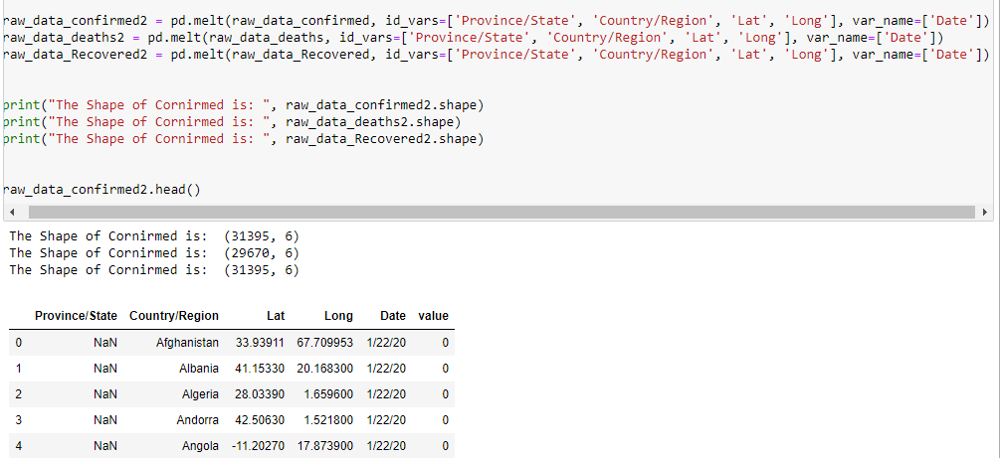 raw_data_confirmed2 = pd.melt(raw_data_confirmed, id_vars=['Province/State', 'Country/Region', 'Lat', 'Long'], var_name=['Date'])
raw_data_deaths2 = pd.melt(raw_data_deaths, id_vars=['Province/State', 'Country/Region', 'Lat', 'Long'], var_name=['Date'])
raw_data_Recovered2 = pd.melt(raw_data_Recovered, id_vars=['Province/State', 'Country/Region', 'Lat', 'Long'], var_name=['Date'])
print("The Shape of Cornirmed is: ", raw_data_confirmed2.shape)
print("The Shape of Cornirmed is: ", raw_data_deaths2.shape)
print("The Shape of Cornirmed is: ", raw_data_Recovered2.shape)
raw_data_confirmed2.head()
The Shape of Cornirmed is:  (31395, 6)
The Shape of Cornirmed is:  (29670, 6)
The Shape of Cornirmed is:  (31395, 6)
Province/State Country/Region Lat Long Date value
0 NaN Afghanistan 33.93911 67.709953 1/22/20 0
1 NaN Albania 41.15330 20.168300 1/22/20 0
2 NaN Algeria 28.03390 1.659600 1/22/20 0
3 NaN Andorra 42.50630 1.521800 1/22/20 0
4 NaN Angola -11.20270 17.873900 1/22/20 0